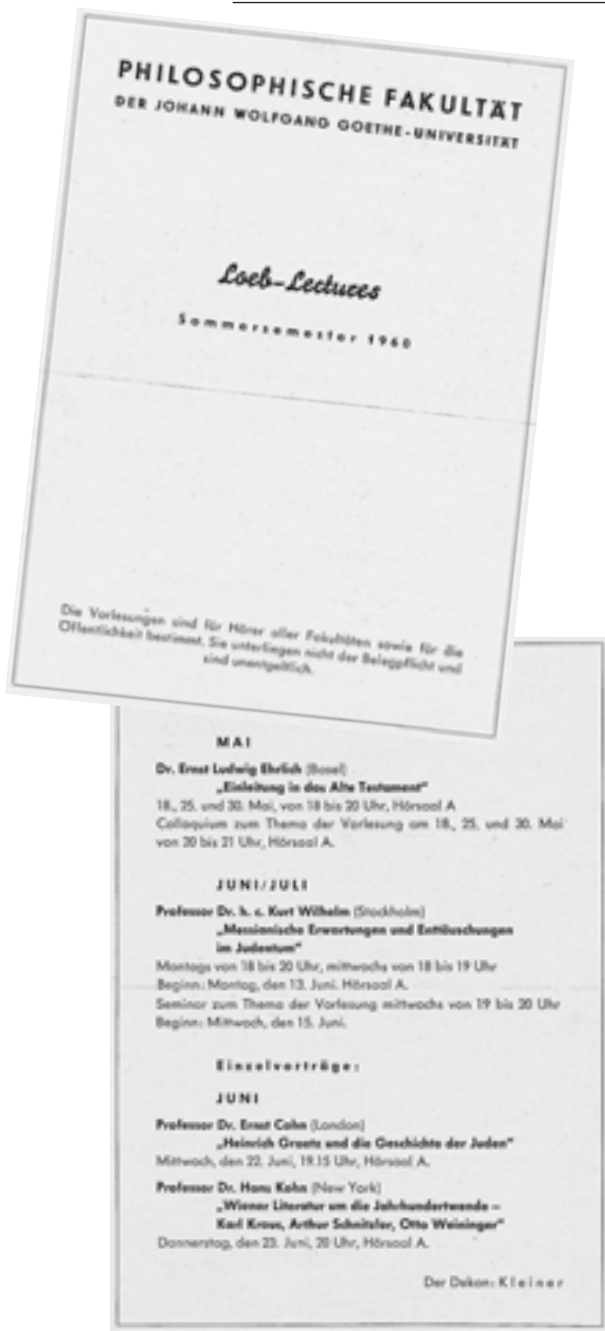 PHILOSOPHISCHE FAKULTÄT
DER JOHANN WOLFGANG GOETHE-UNIVERSITÄT
Loeb-Lectures
Sommersemester 1960
Die Vorlesungen sind für Hörer aller Fakultäten sowie für die
Öffentlichkeit bestimmt. Sie unterliegen nicht der Belegpflicht und
sind unentgeltlich.
MAI
Dr. Ernst Ludwig Ehrlich (Basel)
„Einleitung in das Alte Testament“
18., 25. und 30. Mai, von 18 bis 20 Uhr, Hörsaal A
Colloquium zum Thema der Vorlesung am 18., 25. und 30. Mai
von 20 bis 21 Uhr, Hörsaal A.
JUNI/JULI
Professor Dr. h. c. Kurt Wilhelm (Stockholm)
„Messianische Erwartungen und Enttäuschungen
im Judentum“
Montags von 18 bis 20 Uhr, mittwochs von 18 bis 19 Uhr
Beginn: Montag, den 13. Juni. Hörsaal A.
Seminar zum Thema der Vorlesung mittwochs von 19 bis 20 Uhr
Beginn: Mittwoch, den 15. Juni.
Einzelvorträge:
JUNI
Professor Dr. Ernst Cohn (London)
„Heinrich Graetz und die Geschichte der Juden“
Mittwoch, den 22. Juni, 19.15 Uhr, Hörsaal A.
Professor Dr. Hans Kohn (New York)
„Wiener Literatur um die Jahrhundertwende –
Karl Kraus, Arthur Schnitzler, Otto Weininger“
Donnerstag, den 23. Juni, 20 Uhr, Hörsaal A.
Der Dekan: Kleiner